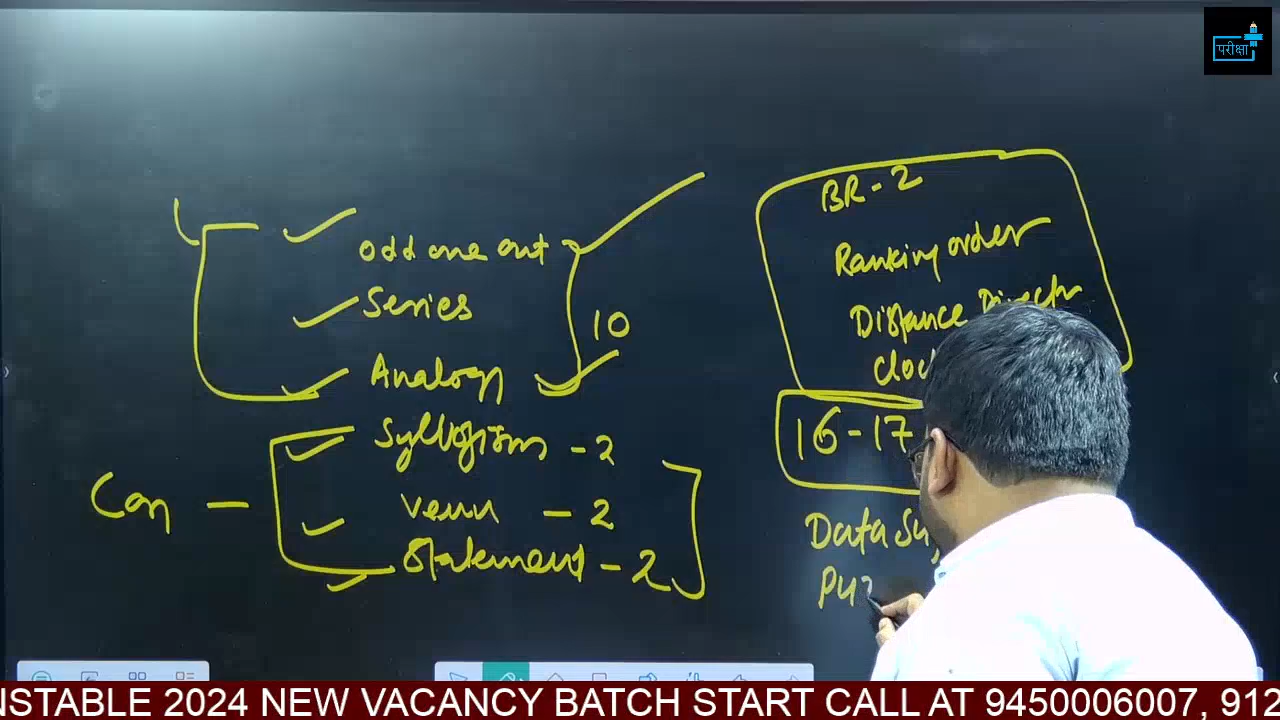 परीक्षा
odd one out
Series
10
Analogy
Syllogism - 2
Con -
venn - 2
Statement - 2
BR - 2
Ranking order
Distance
16-17
Data
NSTABLE 2024 NEW VACANCY BATCH START CALL AT 9450006007, 912